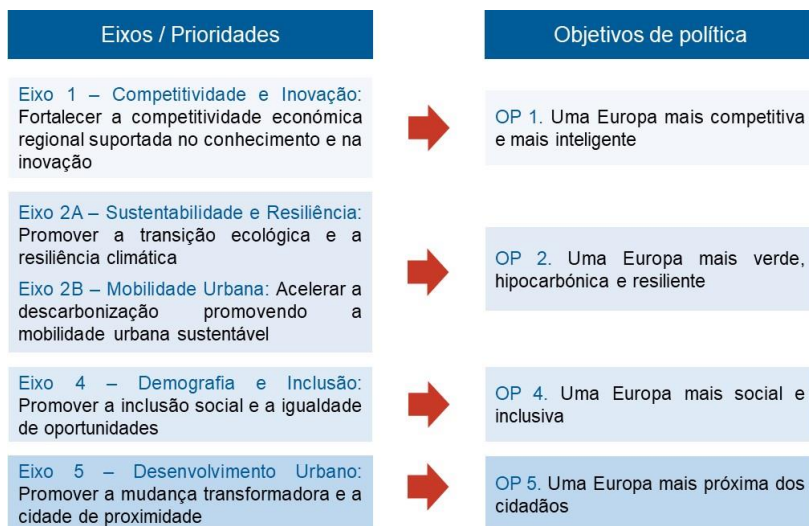 Eixos / Prioridades
Objetivos de política
Eixo 1 – Competitividade e Inovação:
Fortalecer a competitividade económica
regional suportada no conhecimento e na
inovação
OP 1. Uma Europa mais competitiva
e mais inteligente
Eixo 2A – Sustentabilidade e Resiliência:
Promover a transição ecológica e a
resiliência climática
Eixo 2B – Mobilidade Urbana: Acelerar a
descarbonização promovendo a
mobilidade urbana sustentável
OP 2. Uma Europa mais verde,
hipocarbónica e resiliente
Eixo 4 – Demografia e Inclusão:
Promover a inclusão social e a igualdade
de oportunidades
OP 4. Uma Europa mais social e
inclusiva
Eixo 5 – Desenvolvimento Urbano:
Promover a mudança transformadora e a
cidade de proximidade
OP 5. Uma Europa mais próxima dos
cidadãos